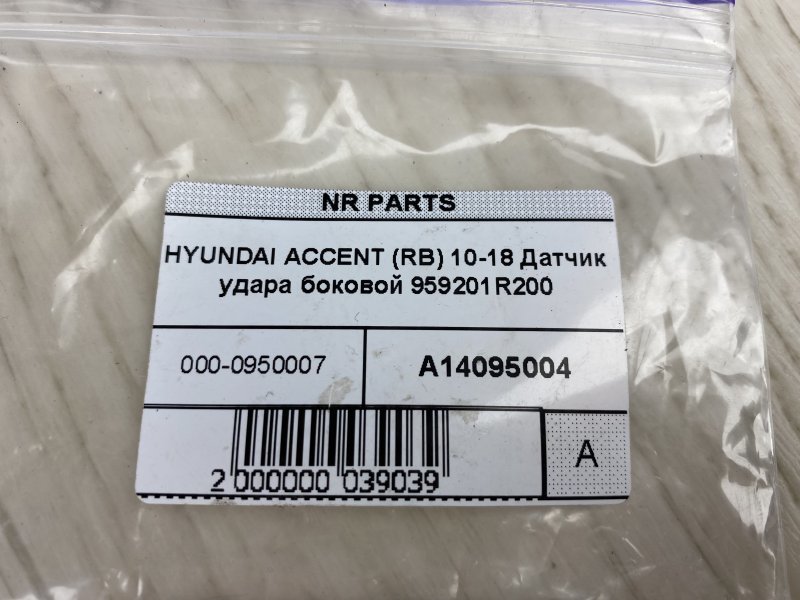 NR PARTS
HYUNDAI ACCENT (RB) 10-18 Датчик
удара боковой 959201R200
000-0950007
A14095004
2 000000 039039
A